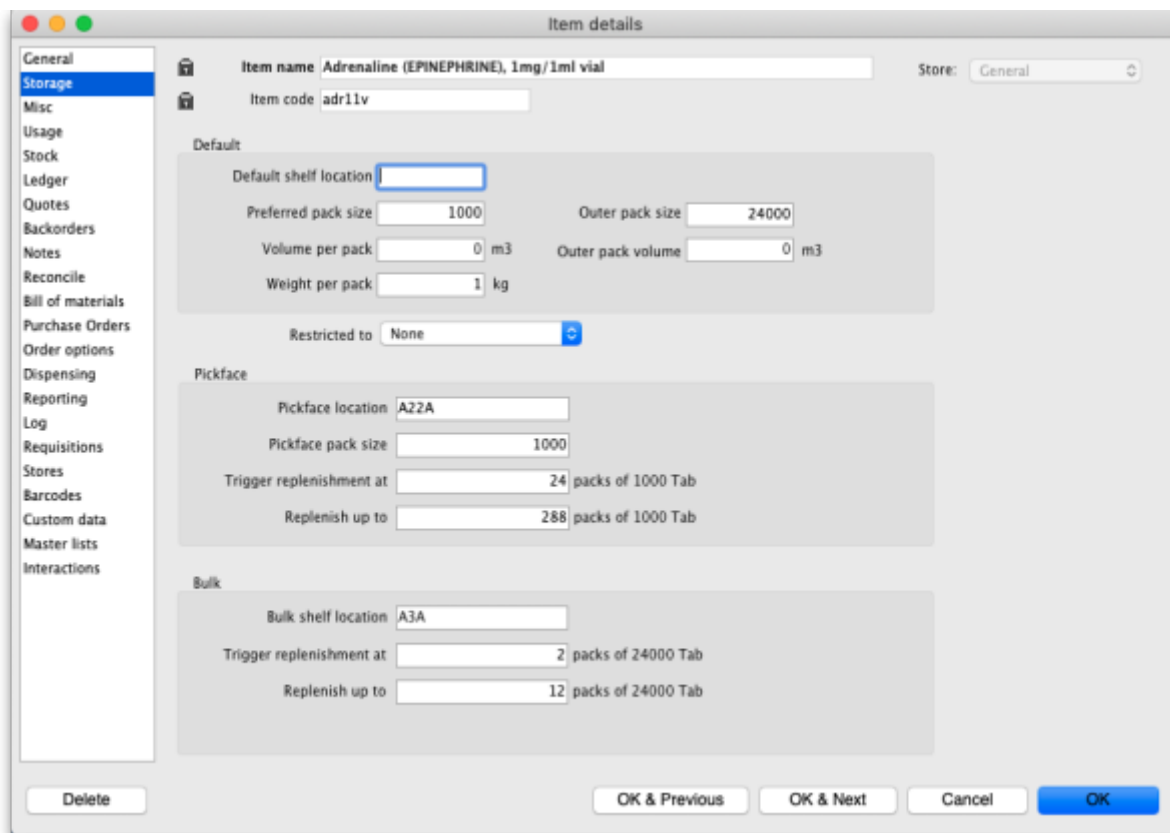 Item details
General
Storage
Misc
Usage
Stock
Ledger
Quotes
Backorders
Notes
Reconcile
Bill of materials
Purchase Orders
Order options
Dispensing
Reporting
Log
Requisitions
Stores
Barcodes
Custom data
Master lists
Interactions
Item name Adrenaline (EPINEPHRINE), 1mg/1ml vial Store: General
Item code adr11v
Default
Default shelf location
Preferred pack size 1000 Outer pack size 24000
Volume per pack 0 m3 Outer pack volume 0 m3
Weight per pack 1 kg
Restricted to None
Pickface
Pickface location A22A
Pickface pack size 1000
Trigger replenishment at 24 packs of 1000 Tab
Replenish up to 288 packs of 1000 Tab
Bulk
Bulk shelf location A3A
Trigger replenishment at 2 packs of 24000 Tab
Replenish up to 12 packs of 24000 Tab
Delete OK & Previous OK & Next Cancel OK